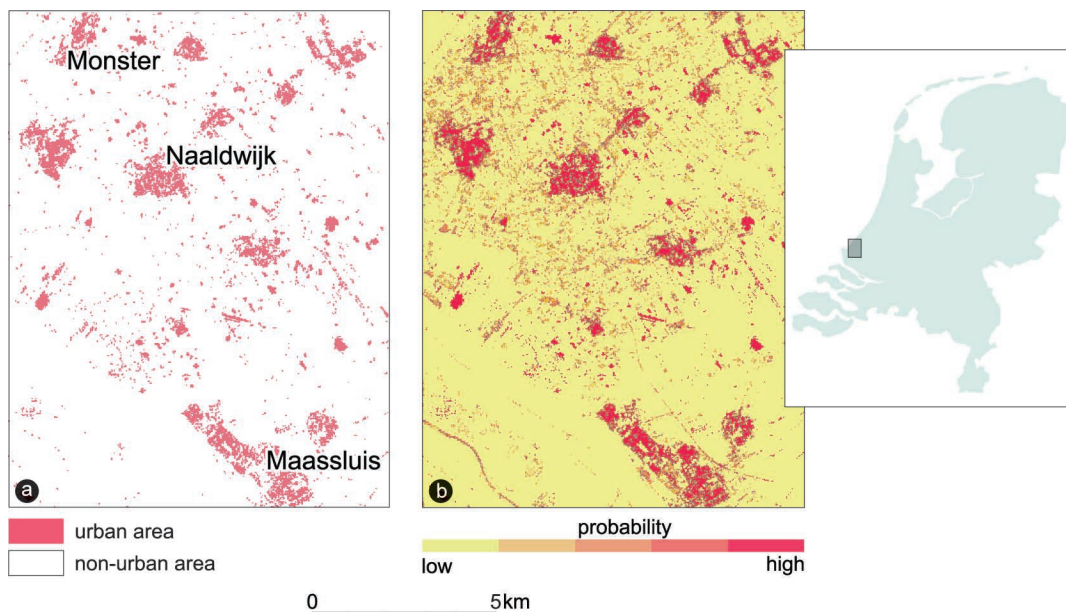 Monster
Naaldwijk
Maassluis
a
b
urban area
non-urban area
probability
low high
0 5km